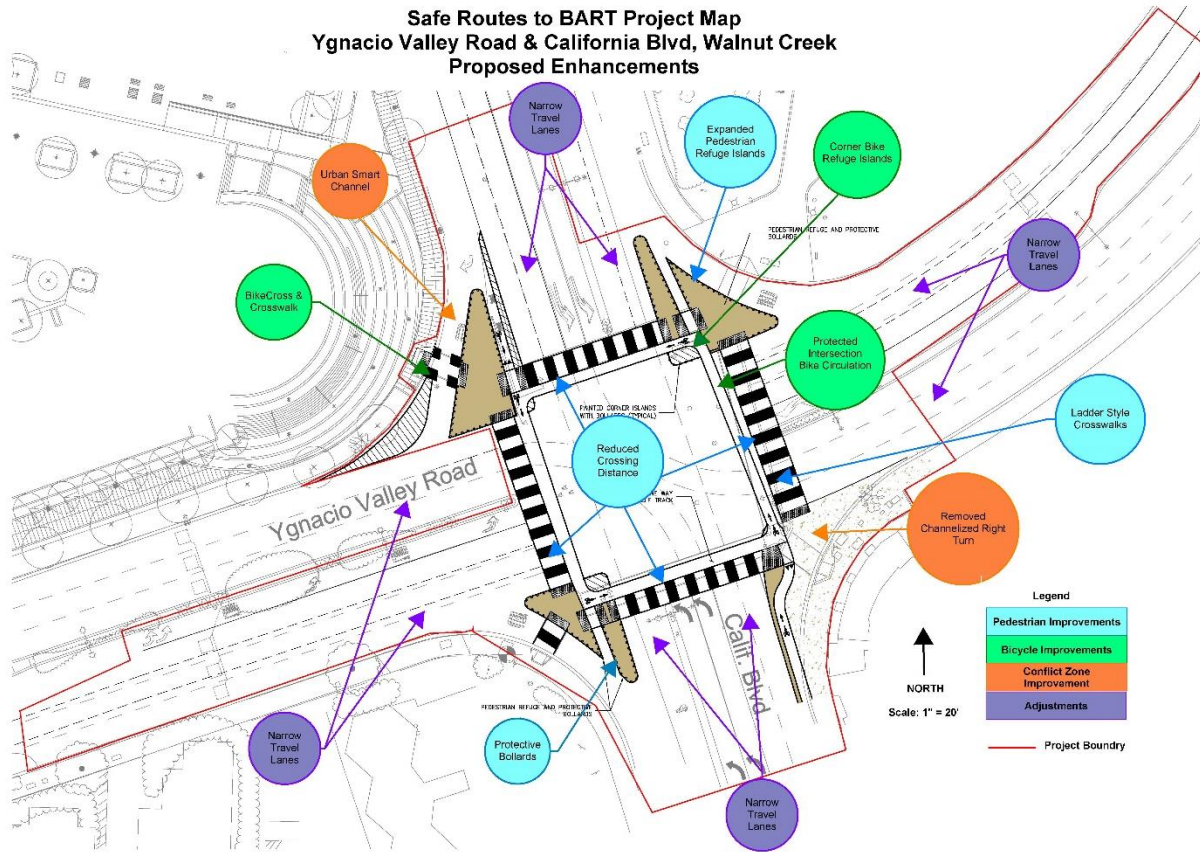 Safe Routes to BART Project Map
Ygnacio Valley Road & California Blvd, Walnut Creek
Proposed Enhancements
Narrow
Travel
Lanes
Expanded
Pedestrian
Refuge Islands
Corner Bike
Refuge Islands
Urban Smart
Channel
PEDESTRIAN REFUGE AND PROTECTIVE
BOLLARDS
Narrow
Travel
Lanes
BikeCross &
Crosswalk
Protected
Intersection
Bike Circulation
PAINTED CORNER ISLANDS
WITH BOLLARDS (TYPICAL)
Ladder Style
Crosswalks
Reduced
Crossing
Distance
Ygnacio Valley Road
WAY
TRACK
Removed
Channelized Right
Turn
Calif. Blvd
PEDESTRIAN REFUGE AND PROTECTIVE
BOLLARDS
Narrow
Travel
Lanes
Protective
Bollards
Narrow
Travel
Lanes
NORTH
Scale: 1" = 20'
Legend
Pedestrian Improvements
Bicycle Improvements
Conflict Zone
Improvement
Adjustments
Project Boundry